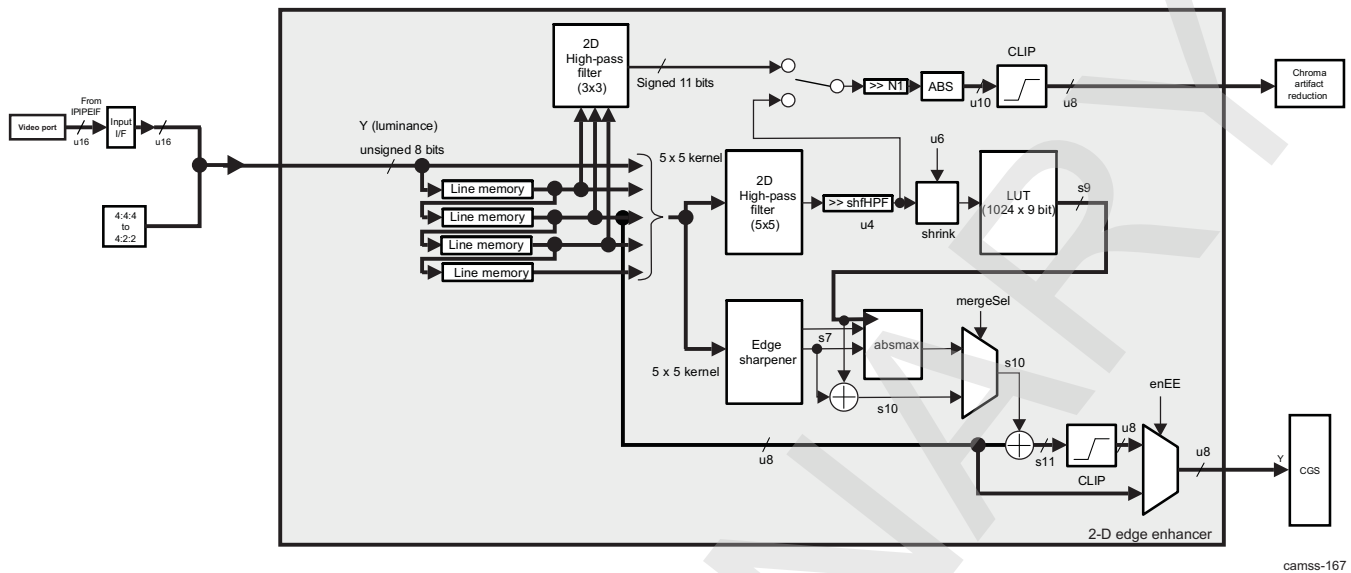 2D
High-pass
filter
(3x3)
Signed 11 bits
CLIP
>> N1
ABS
u10
u8
Chroma
artifact
reduction
From
IPIPEIF
Video port
u16
Input
I/F
u16
Y (luminance)
unsigned 8 bits
4:4:4
to
4:2:2
Line memory
Line memory
Line memory
Line memory
5 x 5 kernel
2D
High-pass
filter
(5x5)
>> shfHPF
u4
u6
shrink
LUT
(1024 x 9 bit)
s9
5 x 5 kernel
Edge
sharpener
s7
absmax
s10
mergeSel
s10
u8
s11
CLIP
u8
enEE
u8
Y
CGS
2-D edge enhancer
camss-167